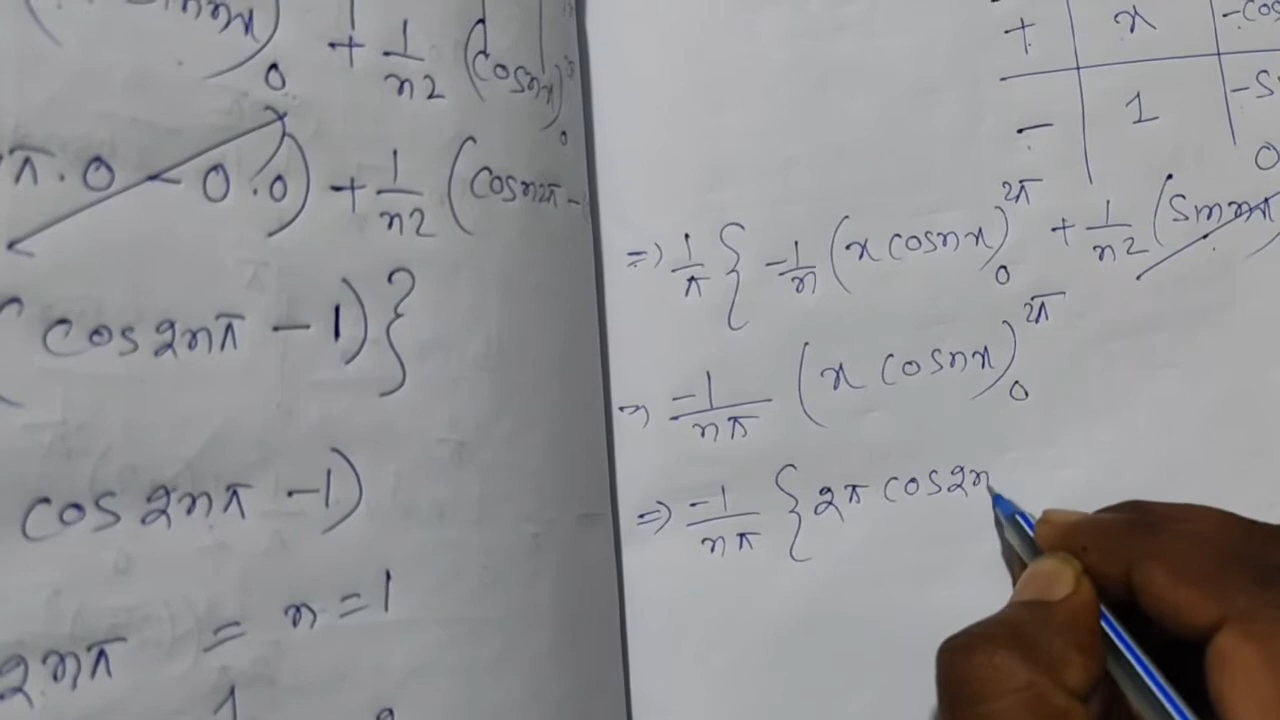 + 1/n2 (cosnx)0
π.0 - 0.0) + 1/n2 (cosn2π -
(cos2nπ - 1)}
cos2nπ - 1)
2nπ = n = 1
+ | x | -cos
- | 1 | -s
0
=> 1/π { -1/n (x cosnx)0^2π + 1/n2 (sinnx
=> -1/nπ (x cosnx)0^2π
=> -1/nπ { 2π cos2n